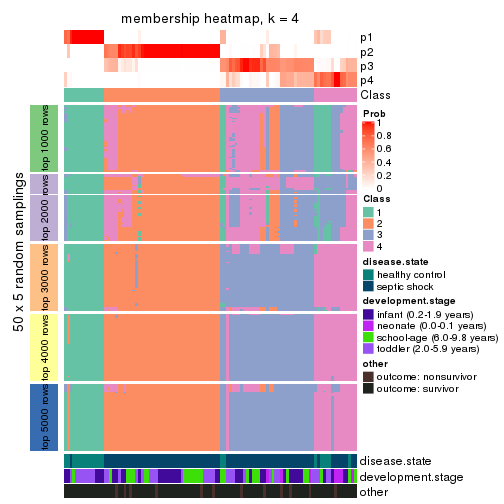 membership heatmap, k = 4
p1
p2
p3
p4
Class
50 x 5 random samplings
top 1000 rows
rows
top 2000 rows
top 3000 rows
top 4000 rows
top 5000 rows
Prob
1
0.8
0.6
0.4
0.2
0
Class
1
2
3
4
disease.state
healthy control
septic shock
development.stage
infant (0.2-1.9 years)
neonate (0.0-0.1 years)
school-age (6.0-9.8 years)
toddler (2.0-5.9 years)
other
outcome: nonsurvivor
outcome: survivor
disease.state
development.stage
other